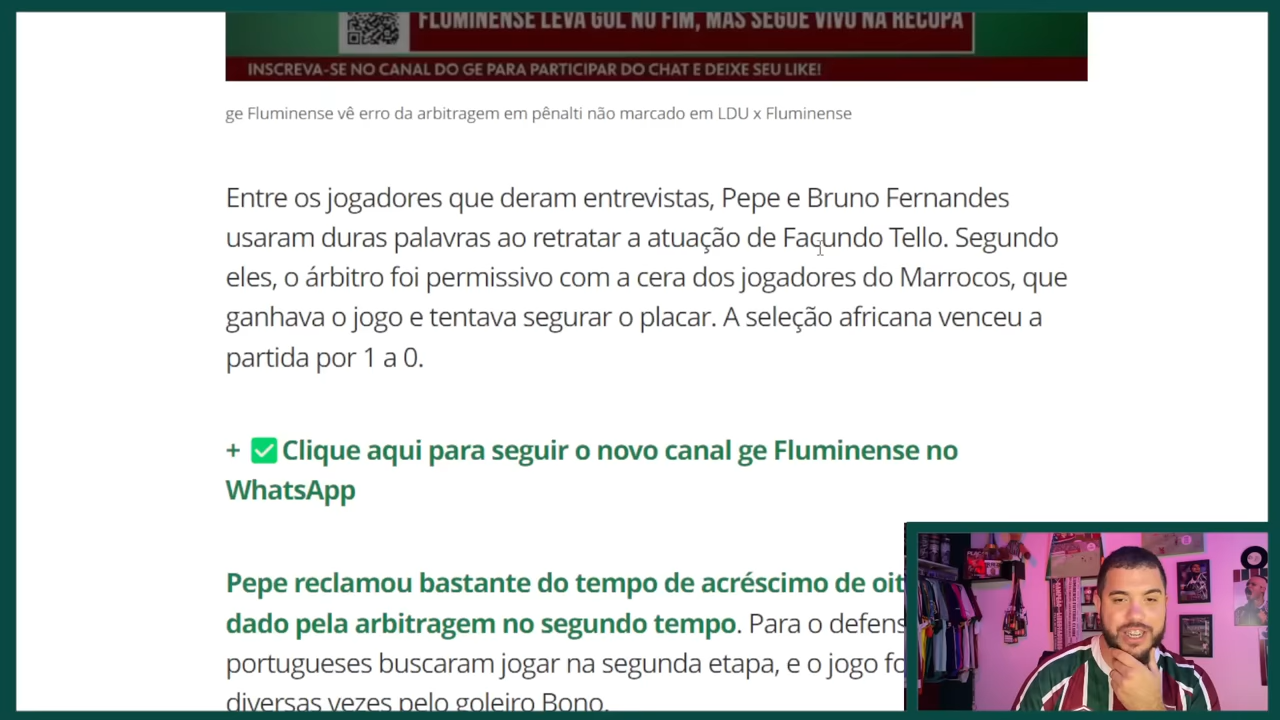 FLUMINENSE LEVA GOL NO FIM, MAS SEGUE VIVO NA RECOPA
INSCREVA-SE NO CANAL DO GE PARA PARTICIPAR DO CHAT E DEIXE SEU LIKE!
ge Fluminense vê erro da arbitragem em pênalti não marcado em LDU x Fluminense
Entre os jogadores que deram entrevistas, Pepe e Bruno Fernandes
usaram duras palavras ao retratar a atuação de Facundo Tello. Segundo
eles, o árbitro foi permissivo com a cera dos jogadores do Marrocos, que
ganhava o jogo e tentava segurar o placar. A seleção africana venceu a
partida por 1 a 0.
+ ✅ Clique aqui para seguir o novo canal ge Fluminense no
WhatsApp
Pepe reclamou bastante do tempo de acréscimo de oit
dado pela arbitragem no segundo tempo. Para o defens
portugueses buscaram jogar na segunda etapa, e o jogo fo
diversas vezes pelo goleiro Bono.